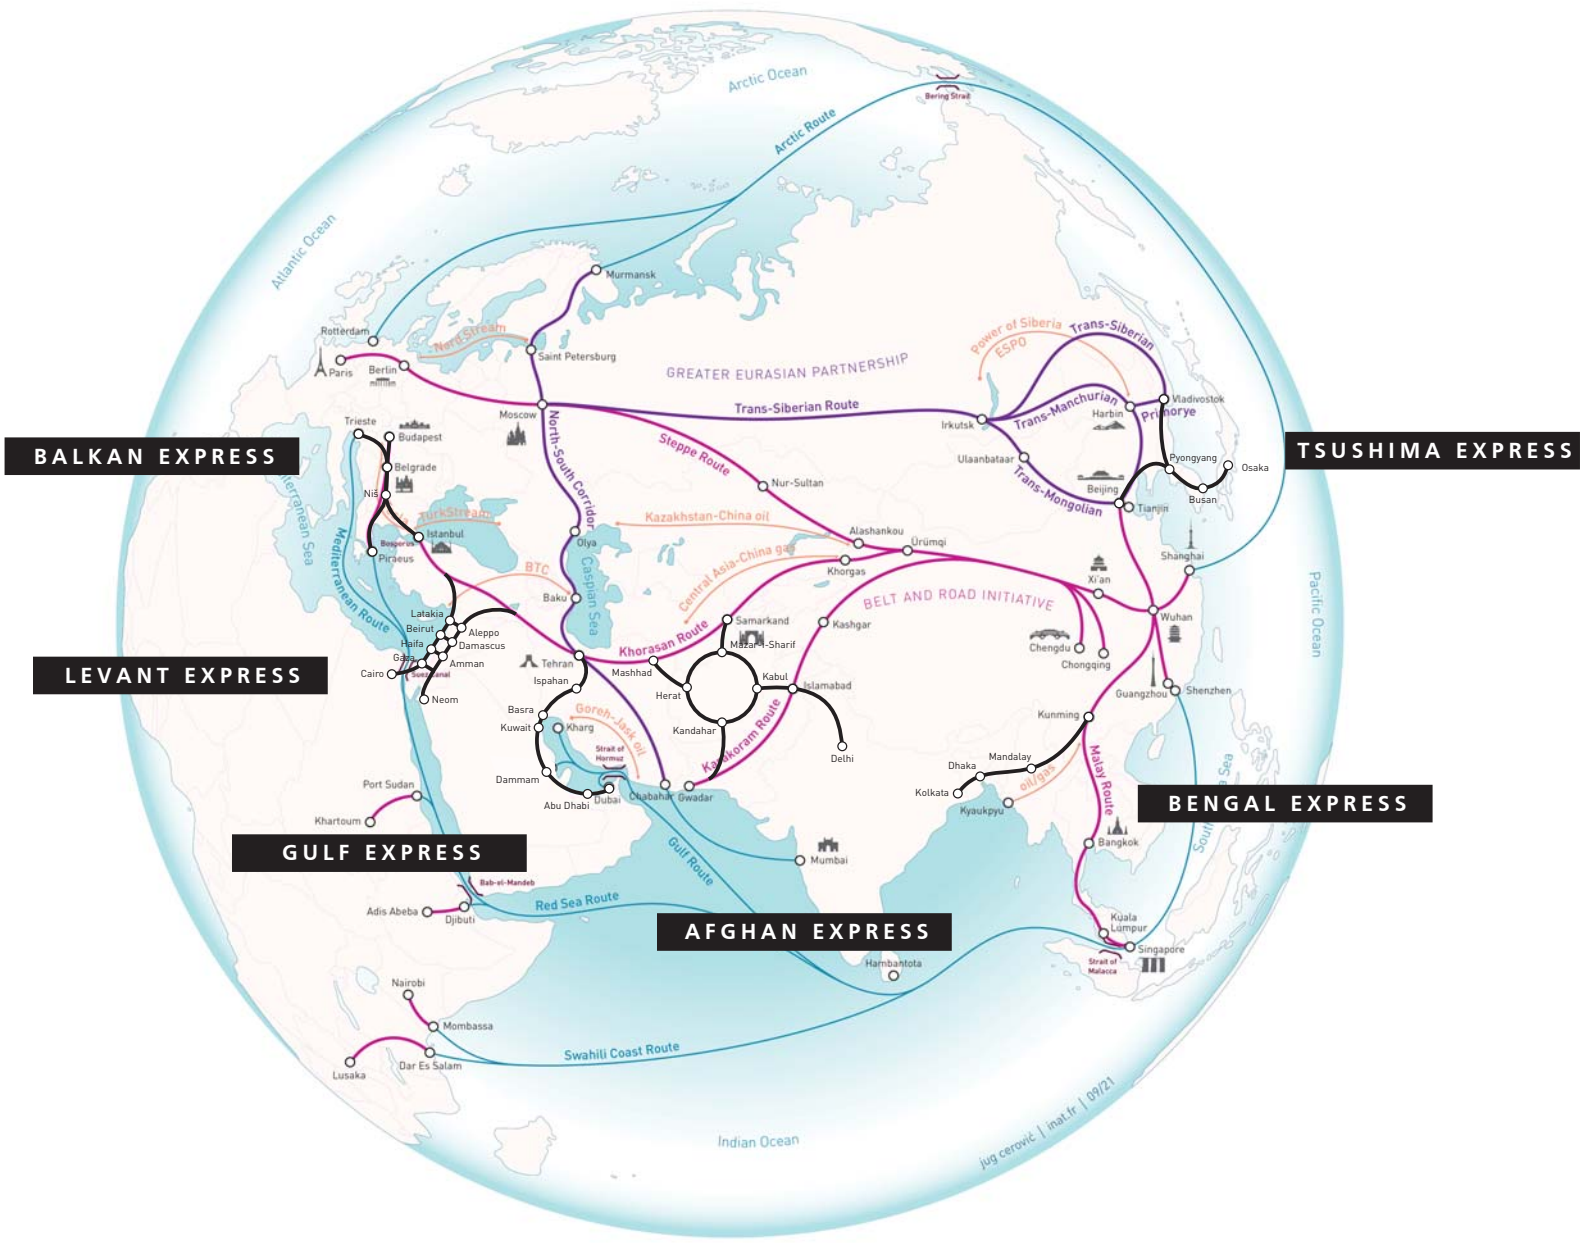 Arctic Ocean
Bering Strait
Arctic Route
Atlantic Ocean
Murmansk
Rotterdam
Nord Stream
Saint Petersburg
Paris
Berlin
Power of Siberia
ESPO
Trans-Siberian
GREATER EURASIAN PARTNERSHIP
Trans-Siberian Route
Moscow
Irkutsk
Trans-Manchurian
Harbin
Vladivostok
Primorye
Trieste
Budapest
North-South Corridor
Steppe Route
BALKAN EXPRESS
TSUSHIMA EXPRESS
Belgrade
Ulaanbataar
Trans-Mongolian
Pyongyang
Osaka
Beijing
Busan
Tianjin
Niš
Nur-Sultan
TurkStream
Kazakhstan-China oil
Istanbul
Bosporus
Piraeus
Mediterranean Route
Olya
Caspian Sea
Alashankou
Ürümqi
Khorgas
Central Asia-China gas
Shanghai
Xi'an
BTC
Baku
BELT AND ROAD INITIATIVE
Wuhan
Pacific Ocean
Latakia
Beirut
Aleppo
Haifa
Damascus
Gaza
Amman
Cairo
Suez Canal
Neom
LEVANT EXPRESS
Khorasan Route
Samarkand
Kashgar
Mazar-i-Sharif
Tehran
Mashhad
Ispahan
Herat
Kabul
Islamabad
Chengdu
Chongqing
Guangzhou
Shenzhen
Basra
Kuwait
Kharg
Goreh-Jask oil
Strait of
Hormuz
Kandahar
Karakoram Route
Delhi
Kunming
Mandalay
Dhaka
Kolkata
oil/gas
Kyaukpyu
Malay Route
Dammam
Abu Dhabi
Dubai
Chabahar
Gwadar
Port Sudan
Khartoum
BENGAL EXPRESS
GULF EXPRESS
Gulf Route
Mumbai
Bangkok
Bab-el-Mandeb
Red Sea Route
Adis Abeba
Djibuti
AFGHAN EXPRESS
Kuala
Lumpur
Singapore
Strait of
Malacca
Hambantota
Nairobi
Mombassa
Swahili Coast Route
Dar Es Salam
Lusaka
Indian Ocean
jug cerović | inat.fr | 09/21